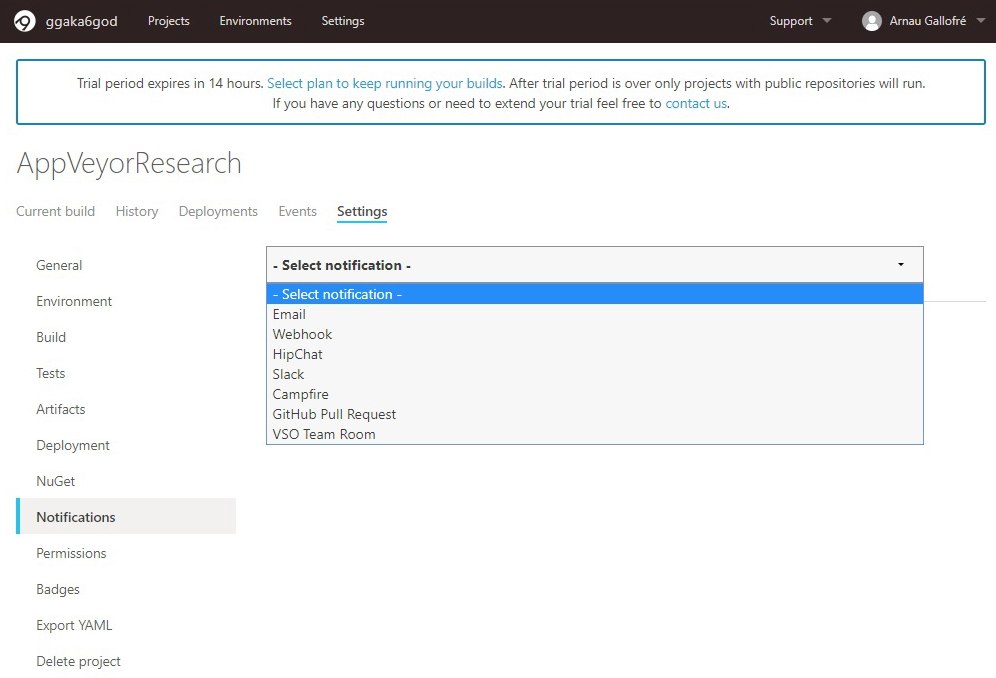 ggaka6god Projects Environments Settings Support Arnau Gallofré
Trial period expires in 14 hours. Select plan to keep running your builds. After trial period is over only projects with public repositories will run.
If you have any questions or need to extend your trial feel free to contact us.
AppVeyorResearch
Current build History Deployments Events Settings
General
Environment
Build
Tests
Artifacts
Deployment
NuGet
Notifications
Permissions
Badges
Export YAML
Delete project
- Select notification -
- Select notification -
Email
Webhook
HipChat
Slack
Campfire
GitHub Pull Request
VSO Team Room